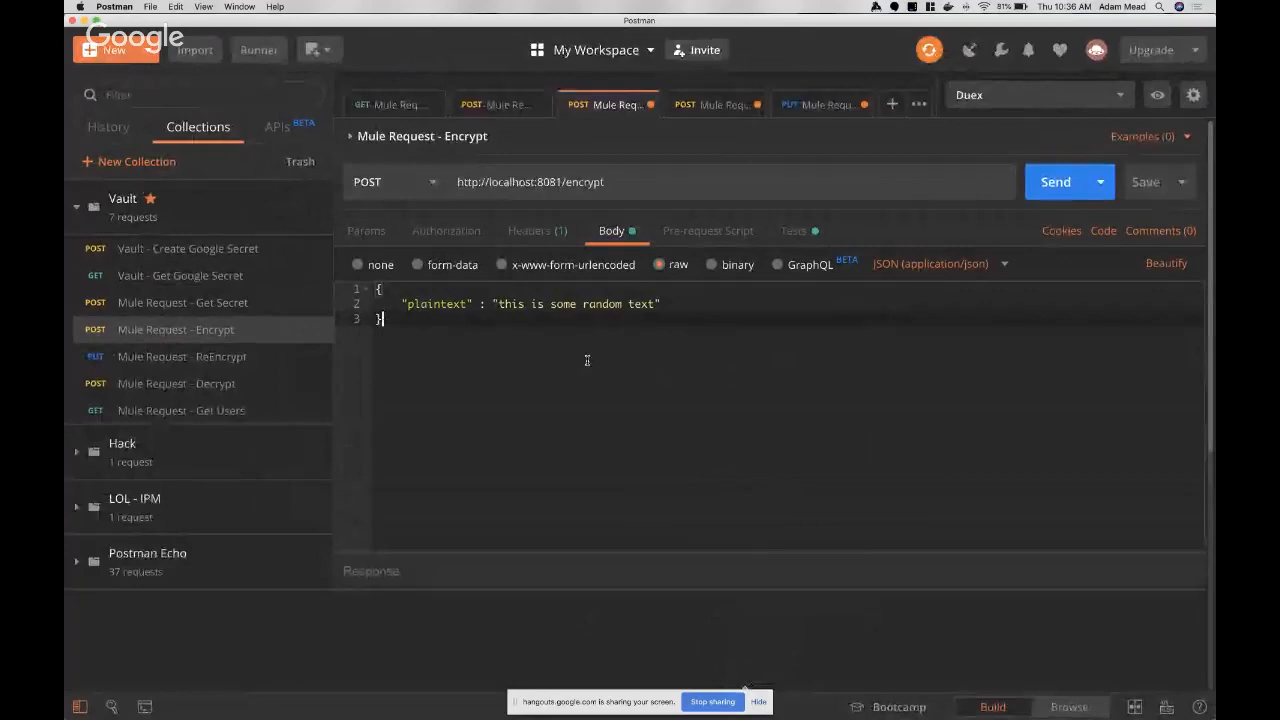 Postman File Edit View Window Help 81% Thu 10:36 AM Adam Mead
Postman
Google
New Import Runner My Workspace Invite Upgrade
Filter
GET Mule Req... POST Mule Re... POST Mule Req... POST Mule Requ... PUT Mule Requ... + ••• Duex
History Collections APIs BETA
Mule Request - Encrypt Examples (0)
+ New Collection Trash
POST http://localhost:8081/encrypt Send Save
Vault
7 requests
Params Authorization Headers (1) Body Pre-request Script Tests Cookies Code Comments (0)
POST Vault - Create Google Secret
none form-data x-www-form-urlencoded raw binary GraphQL BETA JSON (application/json) Beautify
GET Vault - Get Google Secret
1 {
POST Mule Request - Get Secret
2 "plaintext" : "this is some random text"
3 }
POST Mule Request - Encrypt
PUT Mule Request - ReEncrypt
POST Mule Request - Decrypt
GET Mule Request - Get Users
Hack
1 request
LOL - IPM
1 request
Postman Echo
37 requests
Response
hangouts.google.com is sharing your screen. Stop sharing Hide
Bootcamp Build Browse